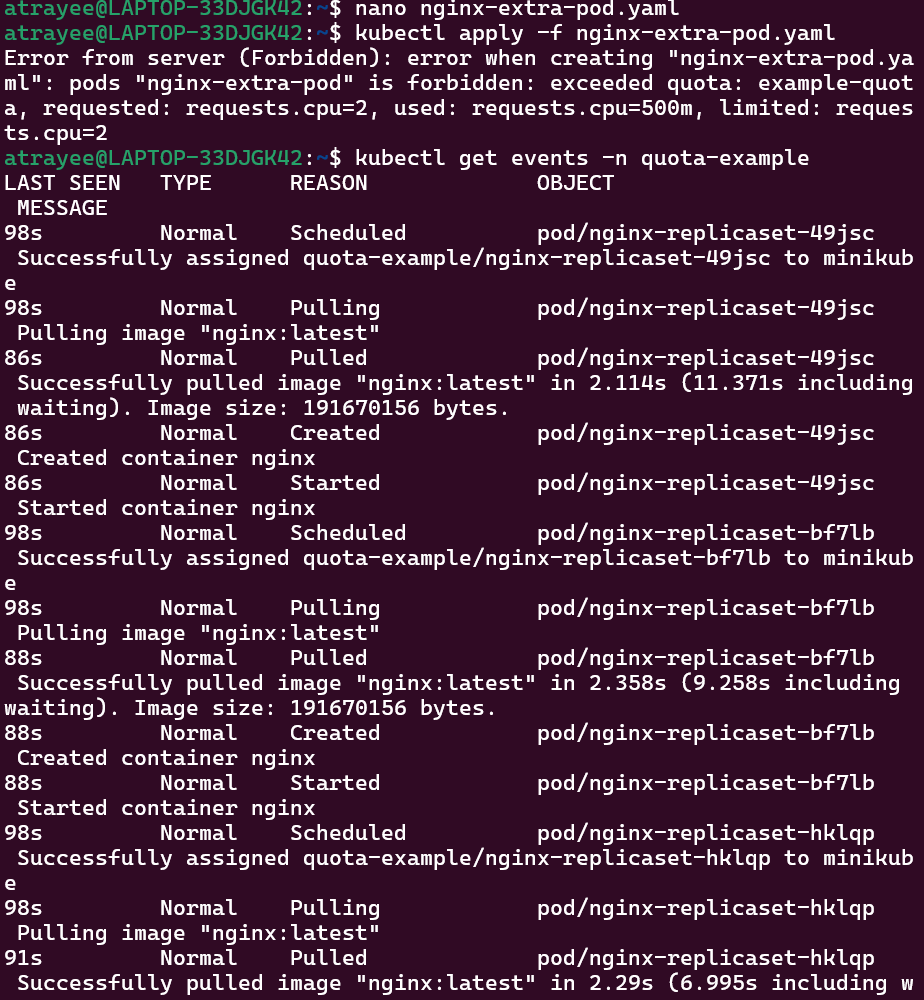 atrayee@LAPTOP-33DJGK42:~$ nano nginx-extra-pod.yaml
atrayee@LAPTOP-33DJGK42:~$ kubectl apply -f nginx-extra-pod.yaml
Error from server (Forbidden): error when creating "nginx-extra-pod.ya
ml": pods "nginx-extra-pod" is forbidden: exceeded quota: example-quot
a, requested: requests.cpu=2, used: requests.cpu=500m, limited: reques
ts.cpu=2
atrayee@LAPTOP-33DJGK42:~$ kubectl get events -n quota-example
LAST SEEN   TYPE      REASON             OBJECT
 MESSAGE
98s         Normal   Scheduled          pod/nginx-replicaset-49jsc
 Successfully assigned quota-example/nginx-replicaset-49jsc to minikub
e
98s         Normal   Pulling            pod/nginx-replicaset-49jsc
 Pulling image "nginx:latest"
86s         Normal   Pulled             pod/nginx-replicaset-49jsc
 Successfully pulled image "nginx:latest" in 2.114s (11.371s including
 waiting). Image size: 191670156 bytes.
86s         Normal   Created            pod/nginx-replicaset-49jsc
 Created container nginx
86s         Normal   Started            pod/nginx-replicaset-49jsc
 Started container nginx
98s         Normal   Scheduled          pod/nginx-replicaset-bf7lb
 Successfully assigned quota-example/nginx-replicaset-bf7lb to minikub
e
98s         Normal   Pulling            pod/nginx-replicaset-bf7lb
 Pulling image "nginx:latest"
88s         Normal   Pulled             pod/nginx-replicaset-bf7lb
 Successfully pulled image "nginx:latest" in 2.358s (9.258s including
waiting). Image size: 191670156 bytes.
88s         Normal   Created            pod/nginx-replicaset-bf7lb
 Created container nginx
88s         Normal   Started            pod/nginx-replicaset-bf7lb
 Started container nginx
98s         Normal   Scheduled          pod/nginx-replicaset-hklqp
 Successfully assigned quota-example/nginx-replicaset-hklqp to minikub
e
98s         Normal   Pulling            pod/nginx-replicaset-hklqp
 Pulling image "nginx:latest"
91s         Normal   Pulled             pod/nginx-replicaset-hklqp
 Successfully pulled image "nginx:latest" in 2.29s (6.995s including w